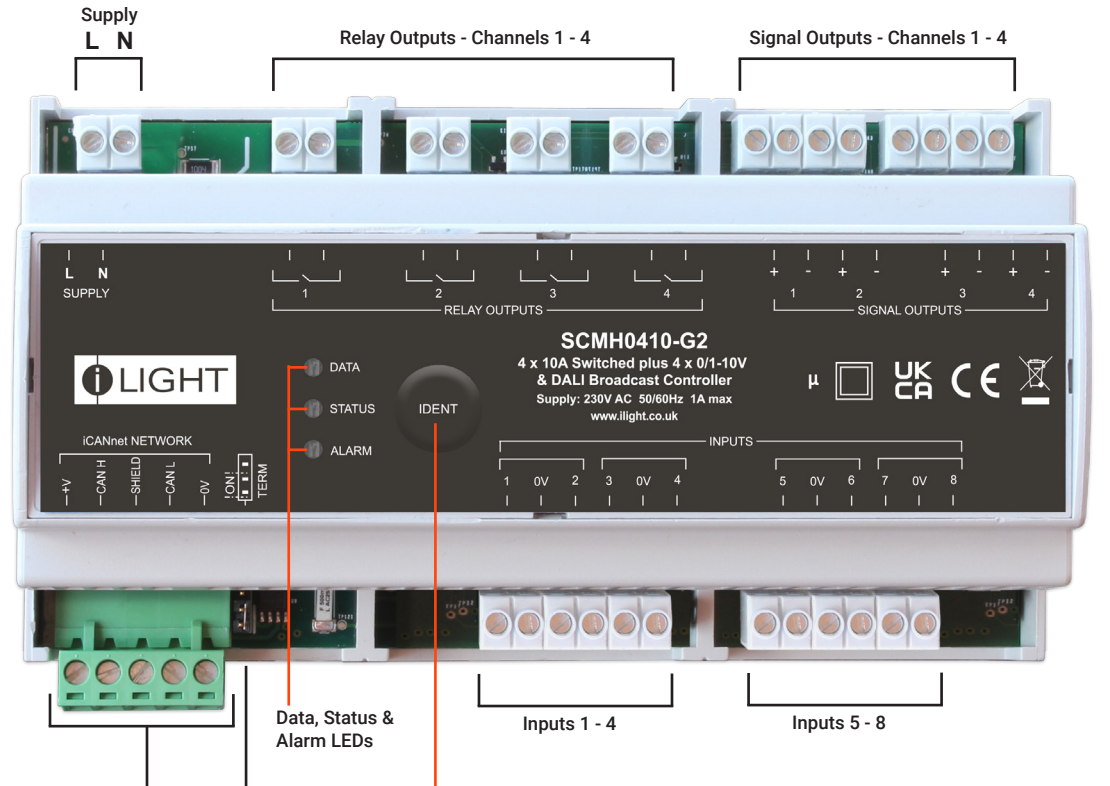 Supply
L N
Relay Outputs - Channels 1 - 4
Signal Outputs - Channels 1 - 4
L N
SUPPLY
1 2 3 4
RELAY OUTPUTS
+ - + - + - + -
1 2 3 4
SIGNAL OUTPUTS
iLIGHT
DATA
STATUS
ALARM
IDENT
SCMH0410-G2
4 x 10A Switched plus 4 x 0/1-10V
& DALI Broadcast Controller
Supply: 230V AC 50/60Hz 1A max
www.ilight.co.uk
μ
UK
CA
CE
iCANnet NETWORK
+V
CAN H
SHIELD
CAN L
0V
ON
TERM
INPUTS
1 0V 2 3 0V 4 5 0V 6 7 0V 8
Data, Status &
Alarm LEDs
Inputs 1 - 4
Inputs 5 - 8